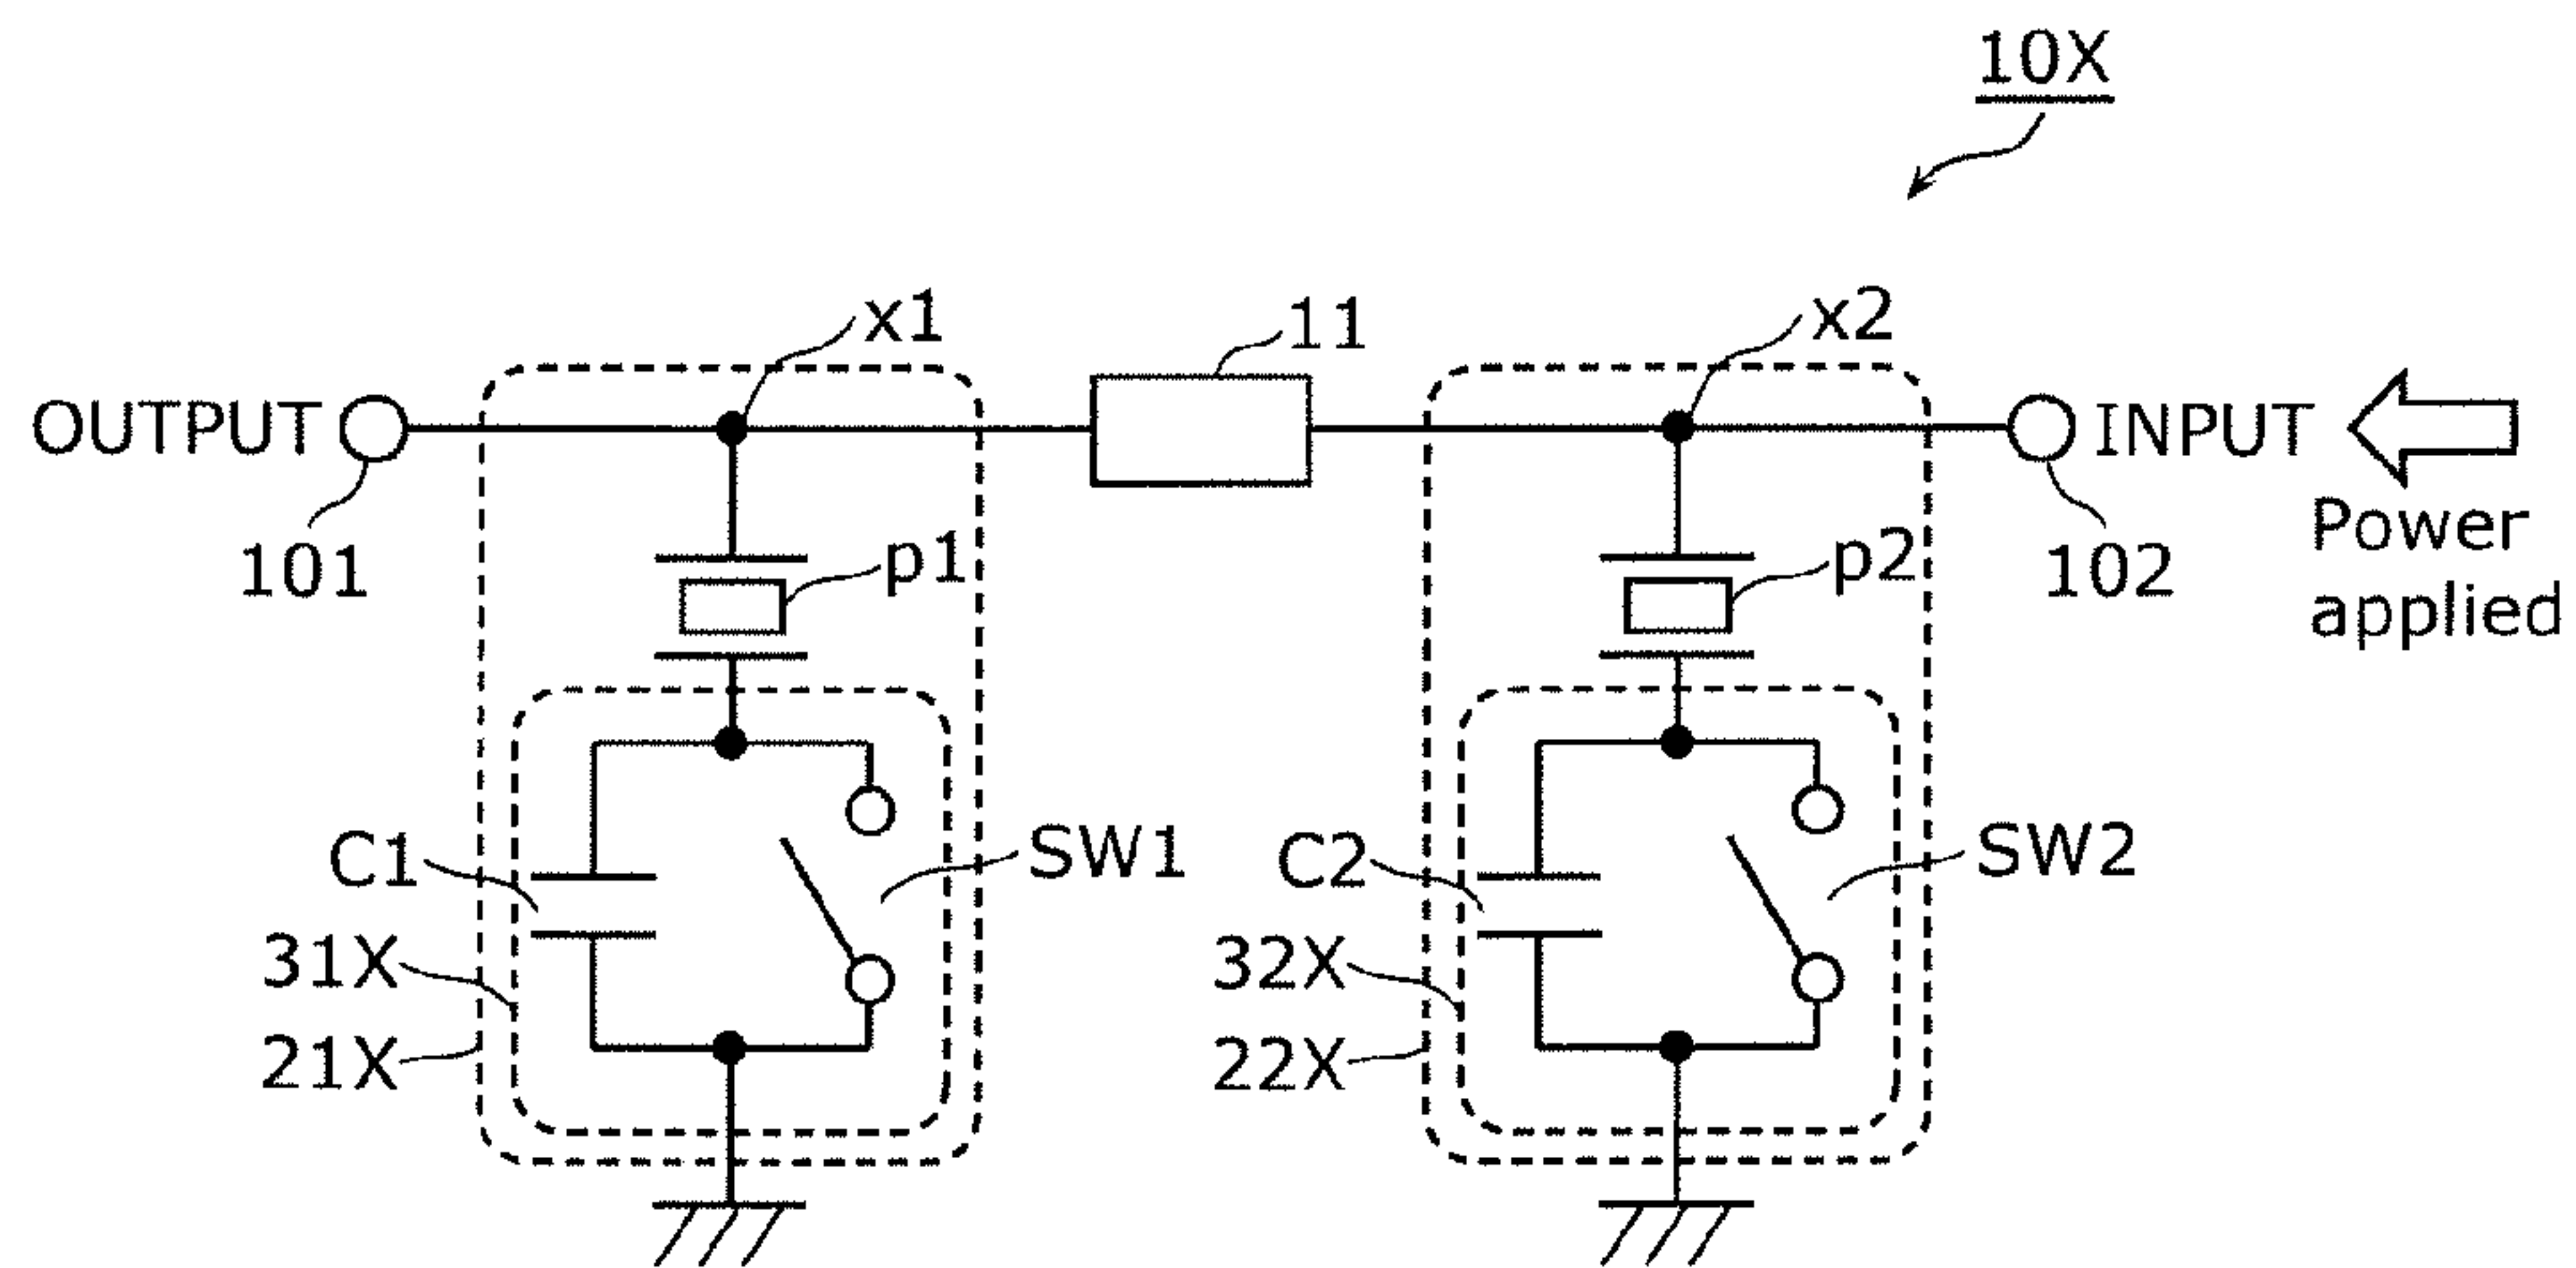 10X
x1
11
x2
OUTPUT
INPUT
101
p1
p2
102
Power
applied
C1
SW1
C2
SW2
31X
32X
21X
22X